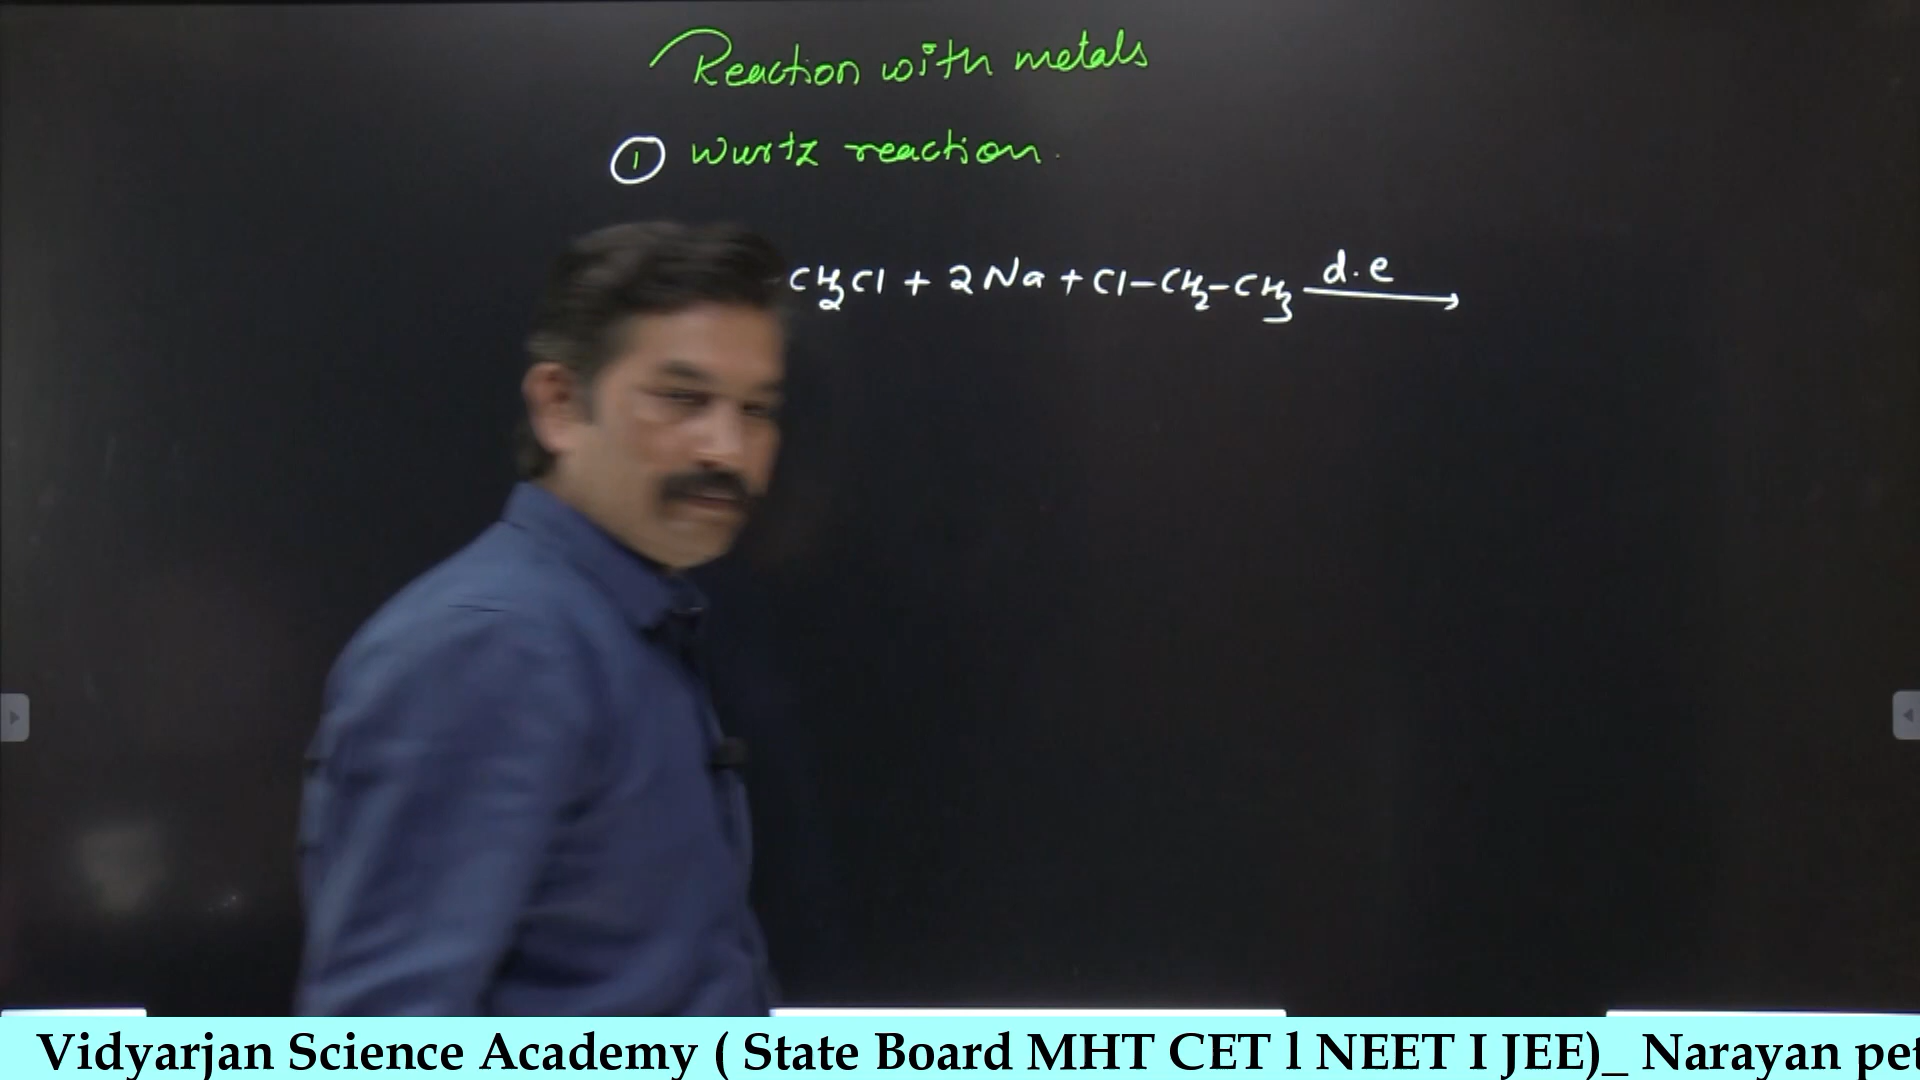 Reaction with metals
① Wurtz reaction.
CH₂Cl + 2Na + Cl-CH₂-CH₃ d.e →
Vidyarjan Science Academy ( State Board MHT CET l NEET I JEE)_ Narayan pet